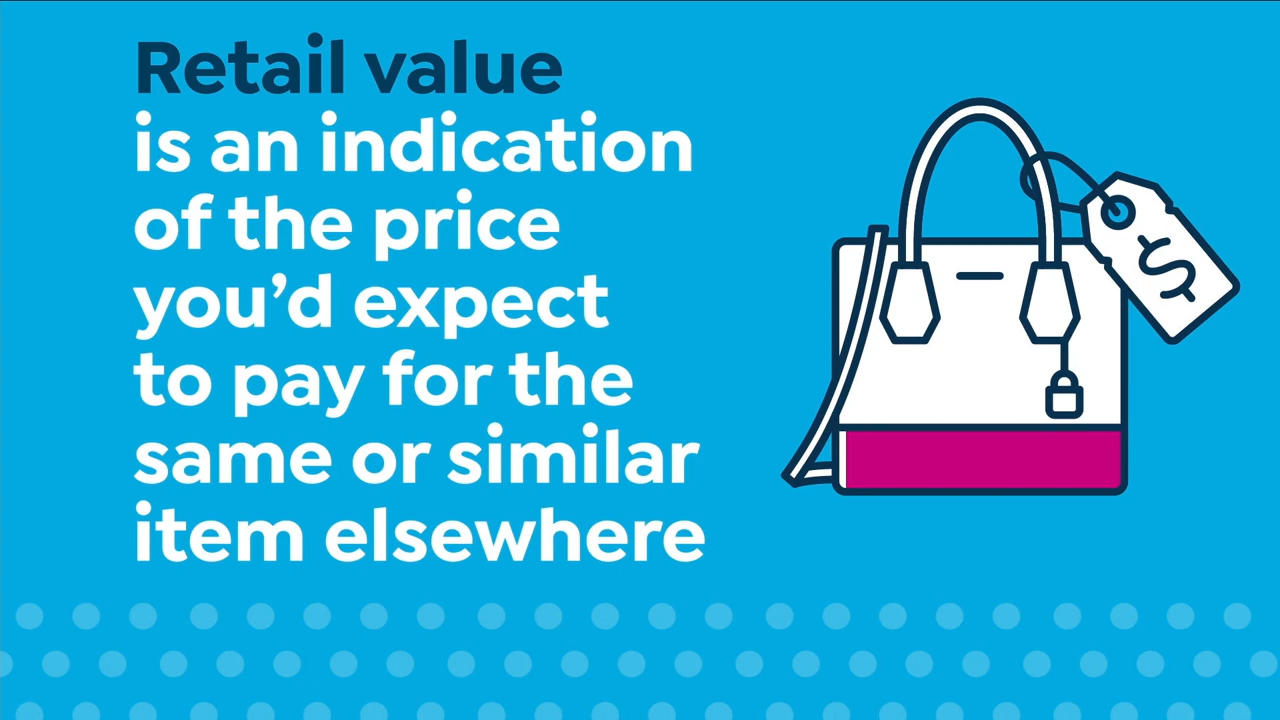 Retail value
is an indication
of the price
you’d expect
to pay for the
same or similar
item elsewhere
$